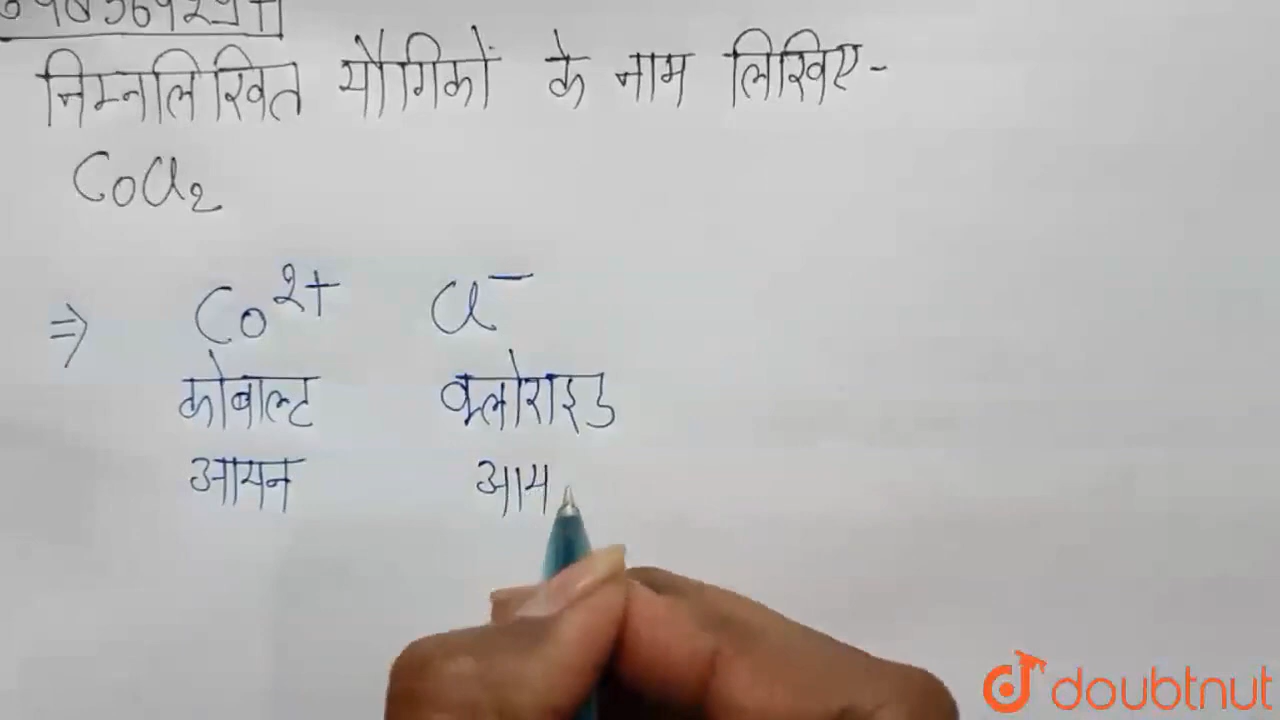 निम्नलिखित यौगिकों के नाम लिखिए-
CoCl₂
⇒ Co²⁺ Cl⁻
कोबाल्ट क्लोराइड
आयन आय
doubtnut